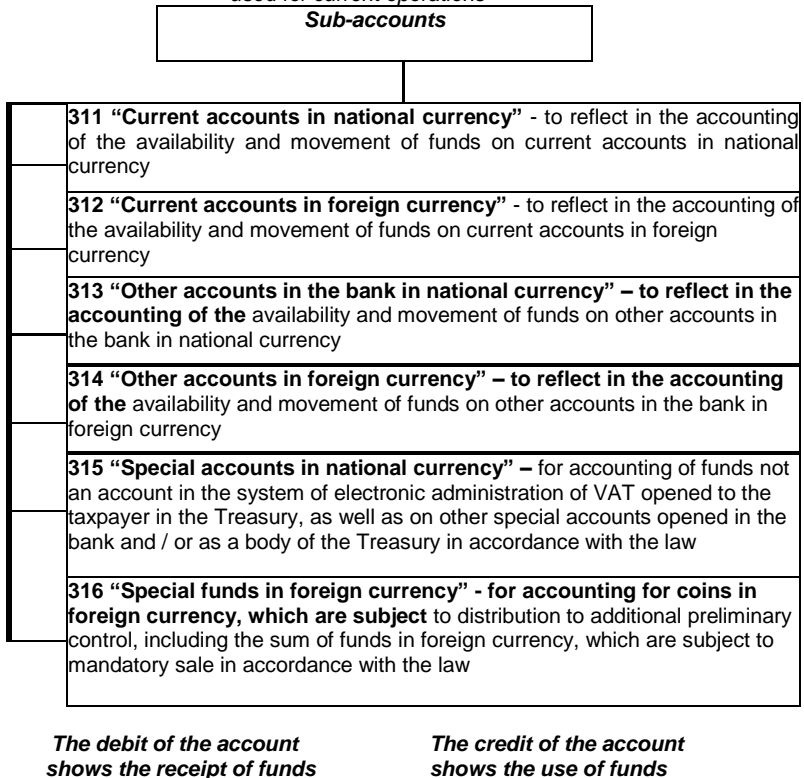 used for current operations
Sub-accounts
311 “Current accounts in national currency” - to reflect in the accounting
of the availability and movement of funds on current accounts in national
currency
312 “Current accounts in foreign currency” - to reflect in the accounting of
the availability and movement of funds on current accounts in foreign
currency
313 “Other accounts in the bank in national currency” – to reflect in the
accounting of the availability and movement of funds on other accounts in
the bank in national currency
314 “Other accounts in foreign currency” – to reflect in the accounting
of the availability and movement of funds on other accounts in the bank in
foreign currency
315 “Special accounts in national currency” – for accounting of funds not
an account in the system of electronic administration of VAT opened to the
taxpayer in the Treasury, as well as on other special accounts opened in the
bank and / or as a body of the Treasury in accordance with the law
316 “Special funds in foreign currency” - for accounting for coins in
foreign currency, which are subject to distribution to additional preliminary
control, including the sum of funds in foreign currency, which are subject to
mandatory sale in accordance with the law
The debit of the account
shows the receipt of funds
The credit of the account
shows the use of funds